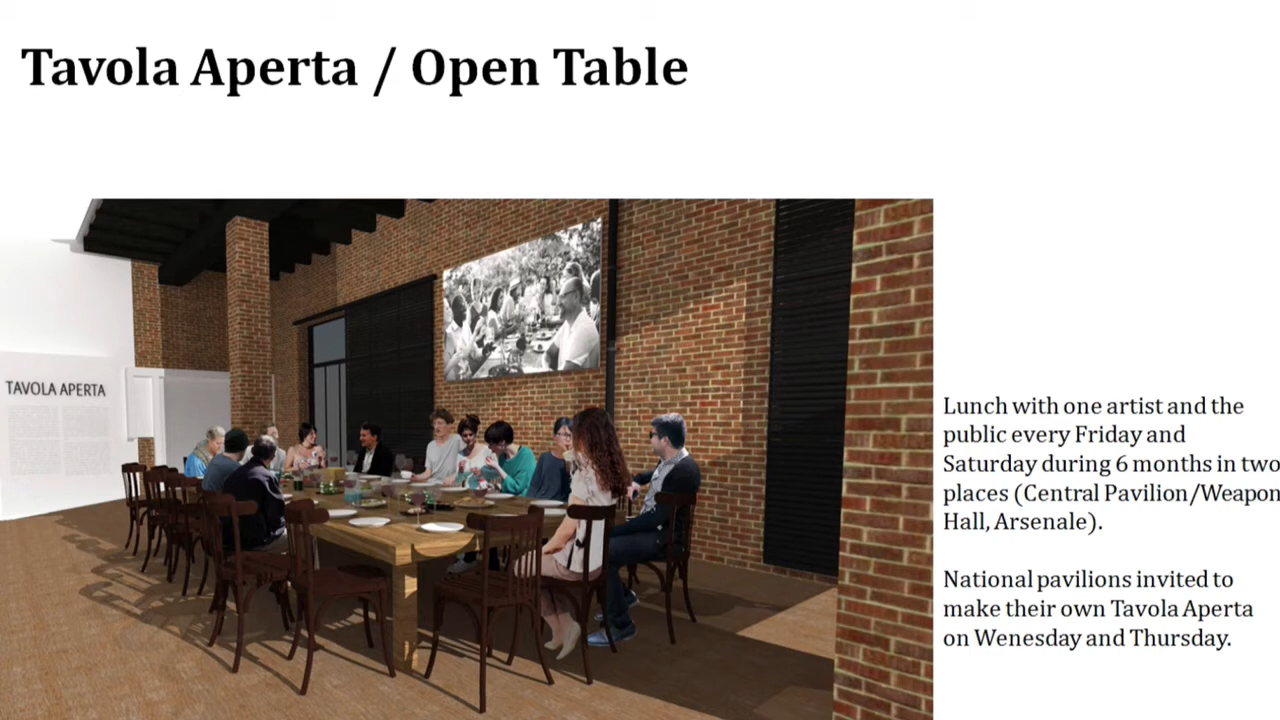 Tavola Aperta / Open Table
TAVOLA APERTA
Lunch with one artist and the
public every Friday and
Saturday during 6 months in two
places (Central Pavilion/Weapon
Hall, Arsenale).
National pavilions invited to
make their own Tavola Aperta
on Wenesday and Thursday.